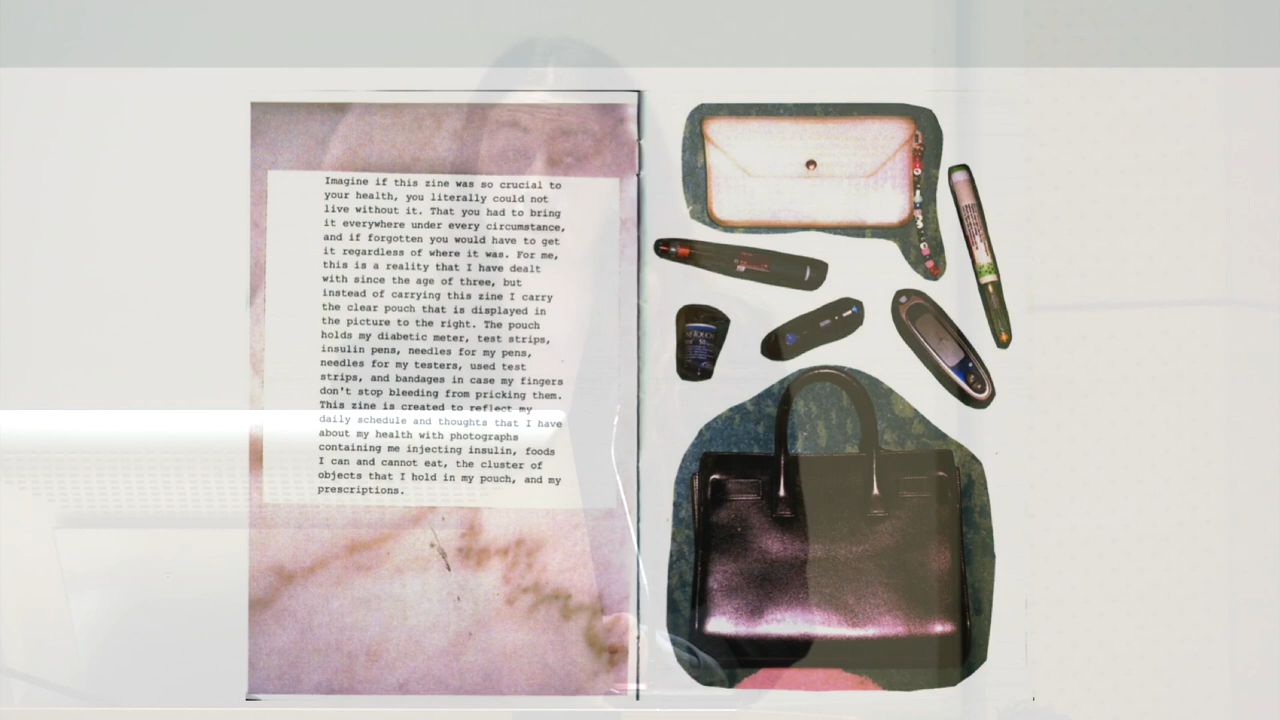 Imagine if this zine was so crucial to
your health, you literally could not
live without it. That you had to bring
it everywhere under every circumstance,
and if forgotten you would have to get
it regardless of where it was. For me,
this is a reality that I have dealt
with since the age of three, but
instead of carrying this zine I carry
the clear pouch that is displayed in
the picture to the right. The pouch
holds my diabetic meter, test strips,
insulin pens, needles for my pens,
needles for my testers, used test
strips, and bandages in case my fingers
don't stop bleeding from pricking them.
This zine is created to reflect my
daily schedule and thoughts that I have
about my health with photographs
containing me injecting insulin, foods
I can and cannot eat, the cluster of
objects that I hold in my pouch, and my
prescriptions.